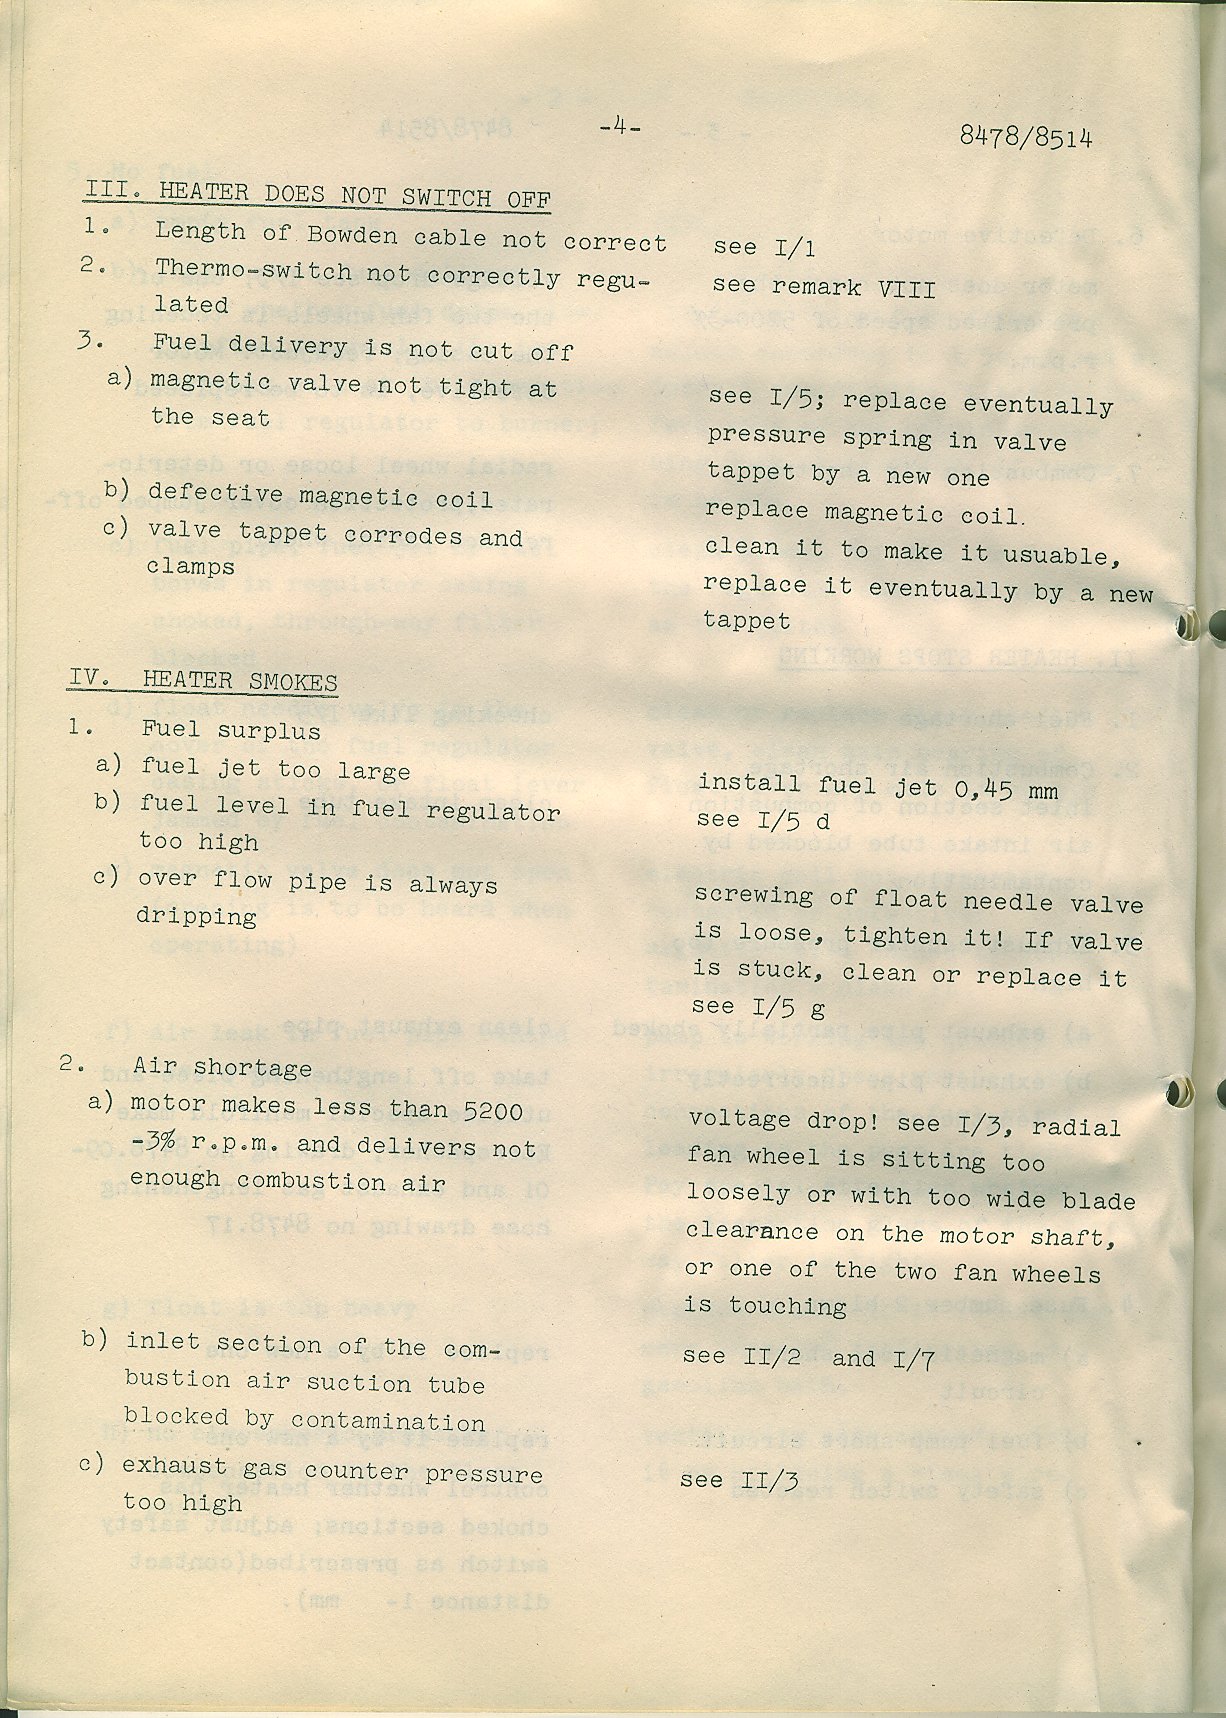 -4-
8478/8514
III. HEATER DOES NOT SWITCH OFF
1. Length of Bowden cable not correct see I/1
2. Thermo-switch not correctly regu- see remark VIII
lated
3. Fuel delivery is not cut off
a) magnetic valve not tight at see I/5; replace eventually
the seat pressure spring in valve
tappet by a new one
b) defective magnetic coil replace magnetic coil.
c) valve tappet corrodes and clean it to make it usuable,
clamps replace it eventually by a new
tappet
IV. HEATER SMOKES
1. Fuel surplus
a) fuel jet too large install fuel jet 0,45 mm
b) fuel level in fuel regulator see I/5 d
too high
c) over flow pipe is always screwing of float needle valve
dripping is loose, tighten it! If valve
is stuck, clean or replace it
see I/5 g
2. Air shortage
a) motor makes less than 5200 voltage drop! see I/3, radial
-3% r.p.m. and delivers not fan wheel is sitting too
enough combustion air loosely or with too wide blade
clearance on the motor shaft,
or one of the two fan wheels
is touching
b) inlet section of the com- see II/2 and I/7
bustion air suction tube
blocked by contamination
c) exhaust gas counter pressure see II/3
too high